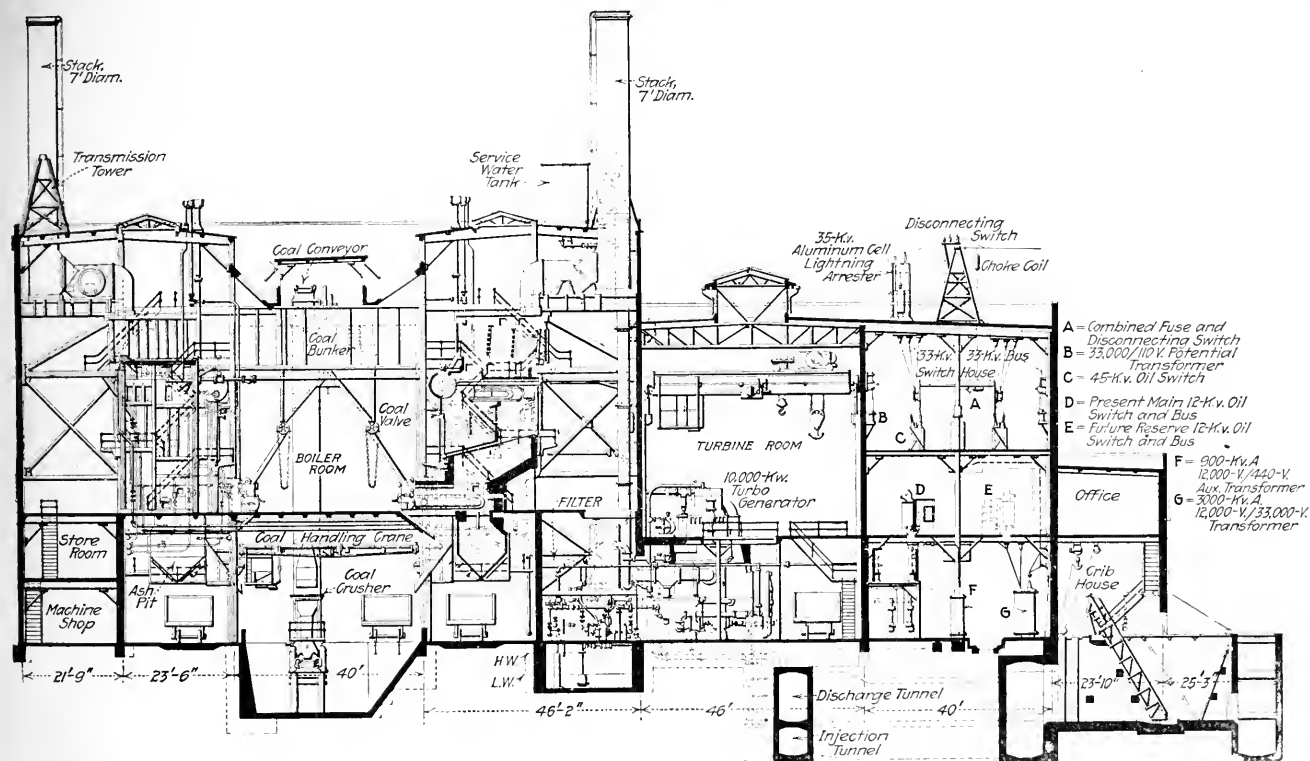 Stack,
7' Diam.
Stack,
7' Diam.
Transmission
Tower
Service
Water
Tank
Coal Conveyor
35-Kv.
Aluminum Cell
Lightning
Arrester
Disconnecting
Switch
Choke Coil
Coal
Bunker
Coal
Valve
BOILER
ROOM
FILTER
TURBINE ROOM
10,000-Kw.
Turbo
Generator
33-Kv.
Switch House
33-Kv. Bus
A
B
C
D
E
F
G
A = Combined Fuse and
Disconnecting Switch
B = 33,000/110 V. Potential
Transformer
C = 45-Kv. Oil Switch
D = Present Main 12-Kv. Oil
Switch and Bus
E = Future Reserve 12-Kv. Oil
Switch and Bus
F = 900-Kv.A
12,000-V./440-V.
Aux. Transformer
G = 3000-Kv.A.
12,000-V./33,000-V.
Transformer
Office
Store
Room
Machine
Shop
Ash
Pit
Coal Handling Crane
Coal
Crusher
Crib
House
H.W.
L.W.
21'-9"
23'-6"
40'
46'-2"
46'
40'
23'-10"
25'-3"
Discharge Tunnel
Injection
Tunnel